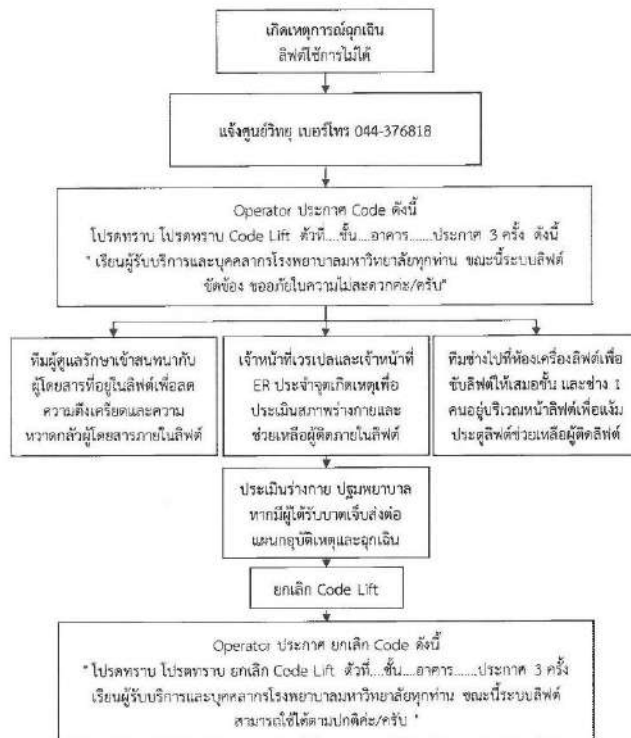 เกิดเหตุการณ์ฉุกเฉิน
ลิฟต์ใช้การไม่ได้
แจ้งศูนย์วิทยุ เบอร์โทร 044-376818
Operator ประกาศ Code ดังนี้
โปรดทราบ โปรดทราบ Code Lift ตัวที่....ชั้น....อาคาร.......ประกาศ 3 ครั้ง ดังนี้
" เรียนผู้รับบริการและบุคคลากรโรงพยาบาลมหาวิทยาลัยทุกท่าน ขณะนี้ระบบลิฟต์
ขัดข้อง ขออภัยในความไม่สะดวกคะ/ครับ"
ทีมผู้ดูแลรักษาเข้าสนทนากับ
ผู้โดยสารที่อยู่ในลิฟต์เพื่อลด
ความตึงเครียดและความ
หวาดกลัวผู้โดยสารภายในลิฟต์
เจ้าหน้าที่เวรเปลและเจ้าหน้าที่
ER ประจำจุดเกิดเหตุเพื่อ
ประเมินสภาพร่างกายและ
ช่วยเหลือผู้ติดภายในลิฟต์
ทีมช่างไปที่ห้องเครื่องลิฟต์เพื่อ
ขับลิฟต์ให้เสมอชั้น และช่าง 1
คนอยู่บริเวณหน้าลิฟต์เพื่อแง้ม
ประตูลิฟต์ช่วยเหลือผู้ติดลิฟต์
ประเมินร่างกาย ปฐมพยาบาล
หากมีผู้ได้รับบาดเจ็บส่งต่อ
แผนกอุบัติเหตุและฉุกเฉิน
ยกเลิก Code Lift
Operator ประกาศ ยกเลิก Code ดังนี้
" โปรดทราบ โปรดทราบ ยกเลิก Code Lift ตัวที่....ชั้น....อาคาร.......ประกาศ 3 ครั้ง
เรียนผู้รับบริการและบุคคลากรโรงพยาบาลมหาวิทยาลัยทุกท่าน ขณะนี้ระบบลิฟต์
สามารถใช้ได้ตามปกติค่ะ/ครับ "